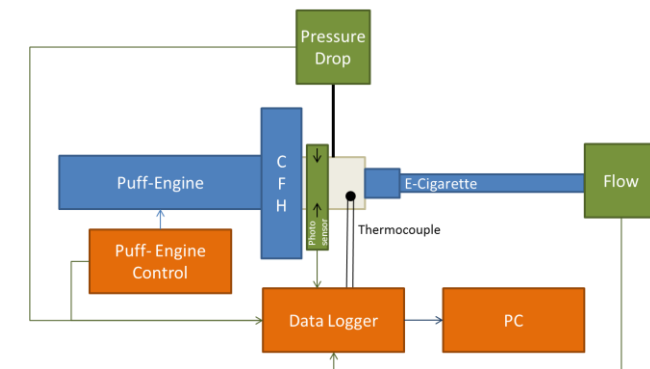 Pressure
Drop
C
F
H
Puff-Engine
E-Cigarette
Flow
Photo
sensor
Thermocouple
Puff- Engine
Control
Data Logger
PC